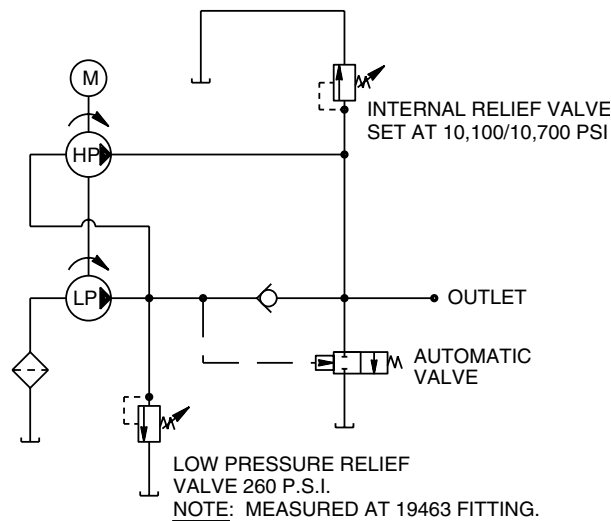 M
INTERNAL RELIEF VALVE
SET AT 10,100/10,700 PSI
HP
LP
OUTLET
AUTOMATIC
VALVE
LOW PRESSURE RELIEF
VALVE 260 P.S.I.
NOTE: MEASURED AT 19463 FITTING.